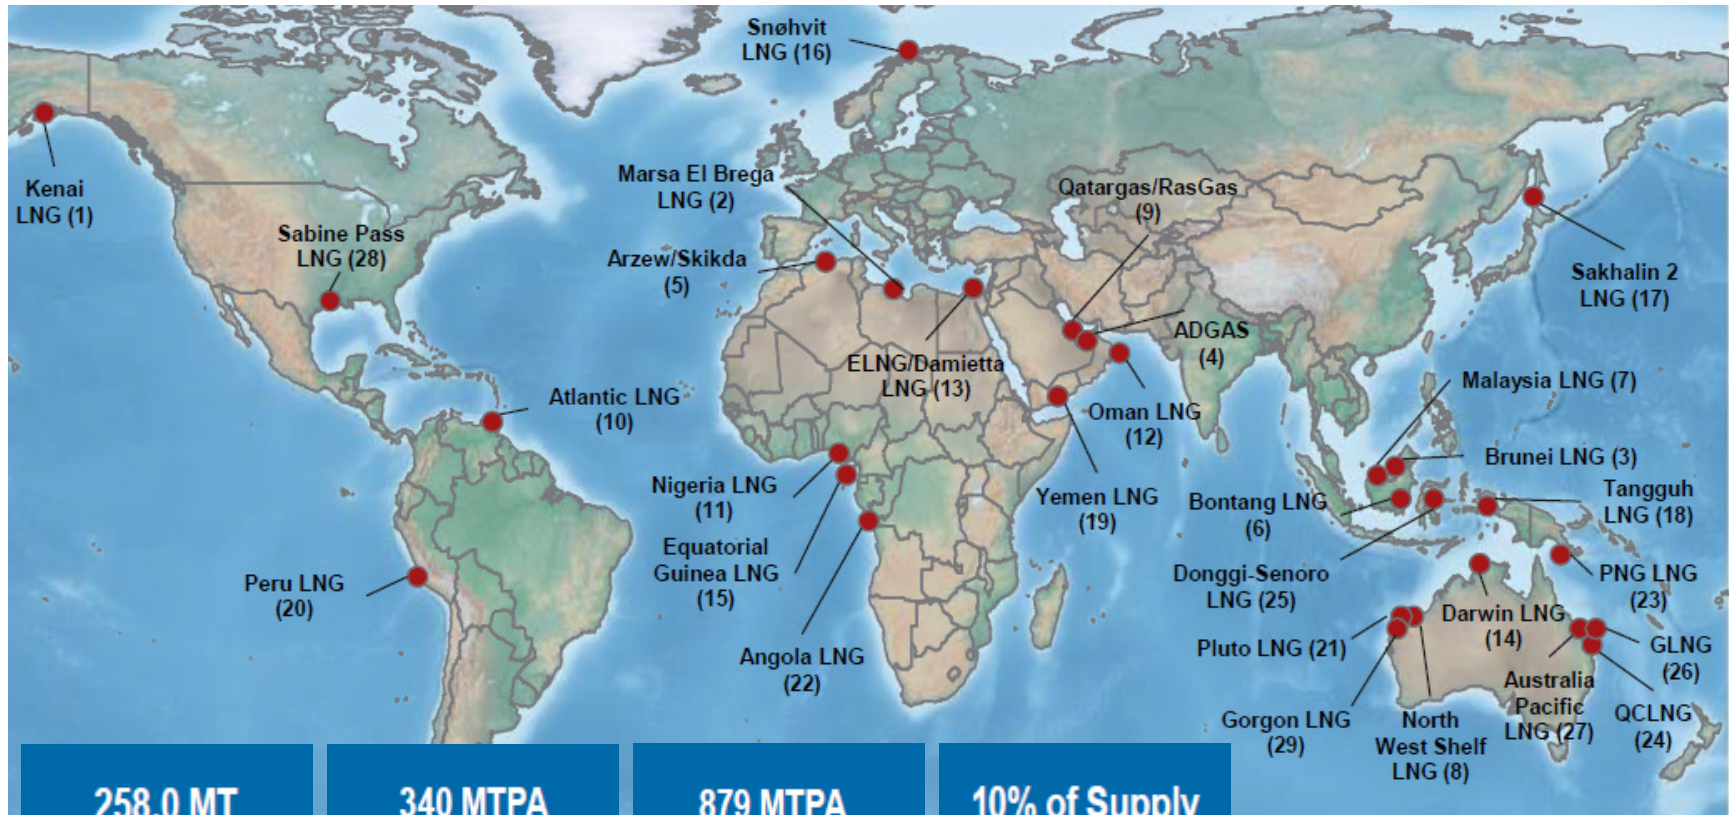 Snøhvit
LNG (16)
Kenai
LNG (1)
Marsa El Brega
LNG (2)
Qatargas/RasGas
(9)
Sabine Pass
LNG (28)
Arzew/Skikda
(5)
Sakhalin 2
LNG (17)
ADGAS
(4)
ELNG/Damietta
LNG (13)
Malaysia LNG (7)
Atlantic LNG
(10)
Oman LNG
(12)
Brunei LNG (3)
Nigeria LNG
(11)
Yemen LNG
(19)
Bontang LNG
(6)
Tangguh
LNG (18)
Equatorial
Guinea LNG
(15)
Peru LNG
(20)
Donggi-Senoro
LNG (25)
PNG LNG
(23)
Darwin LNG
(14)
Pluto LNG (21)
GLNG
(26)
Angola LNG
(22)
Australia
Pacific
LNG (27)
QCLNG
(24)
Gorgon LNG
(29)
North
West Shelf
LNG (8)
258.0 MT
340 MTPA
879 MTPA
10% of Supply